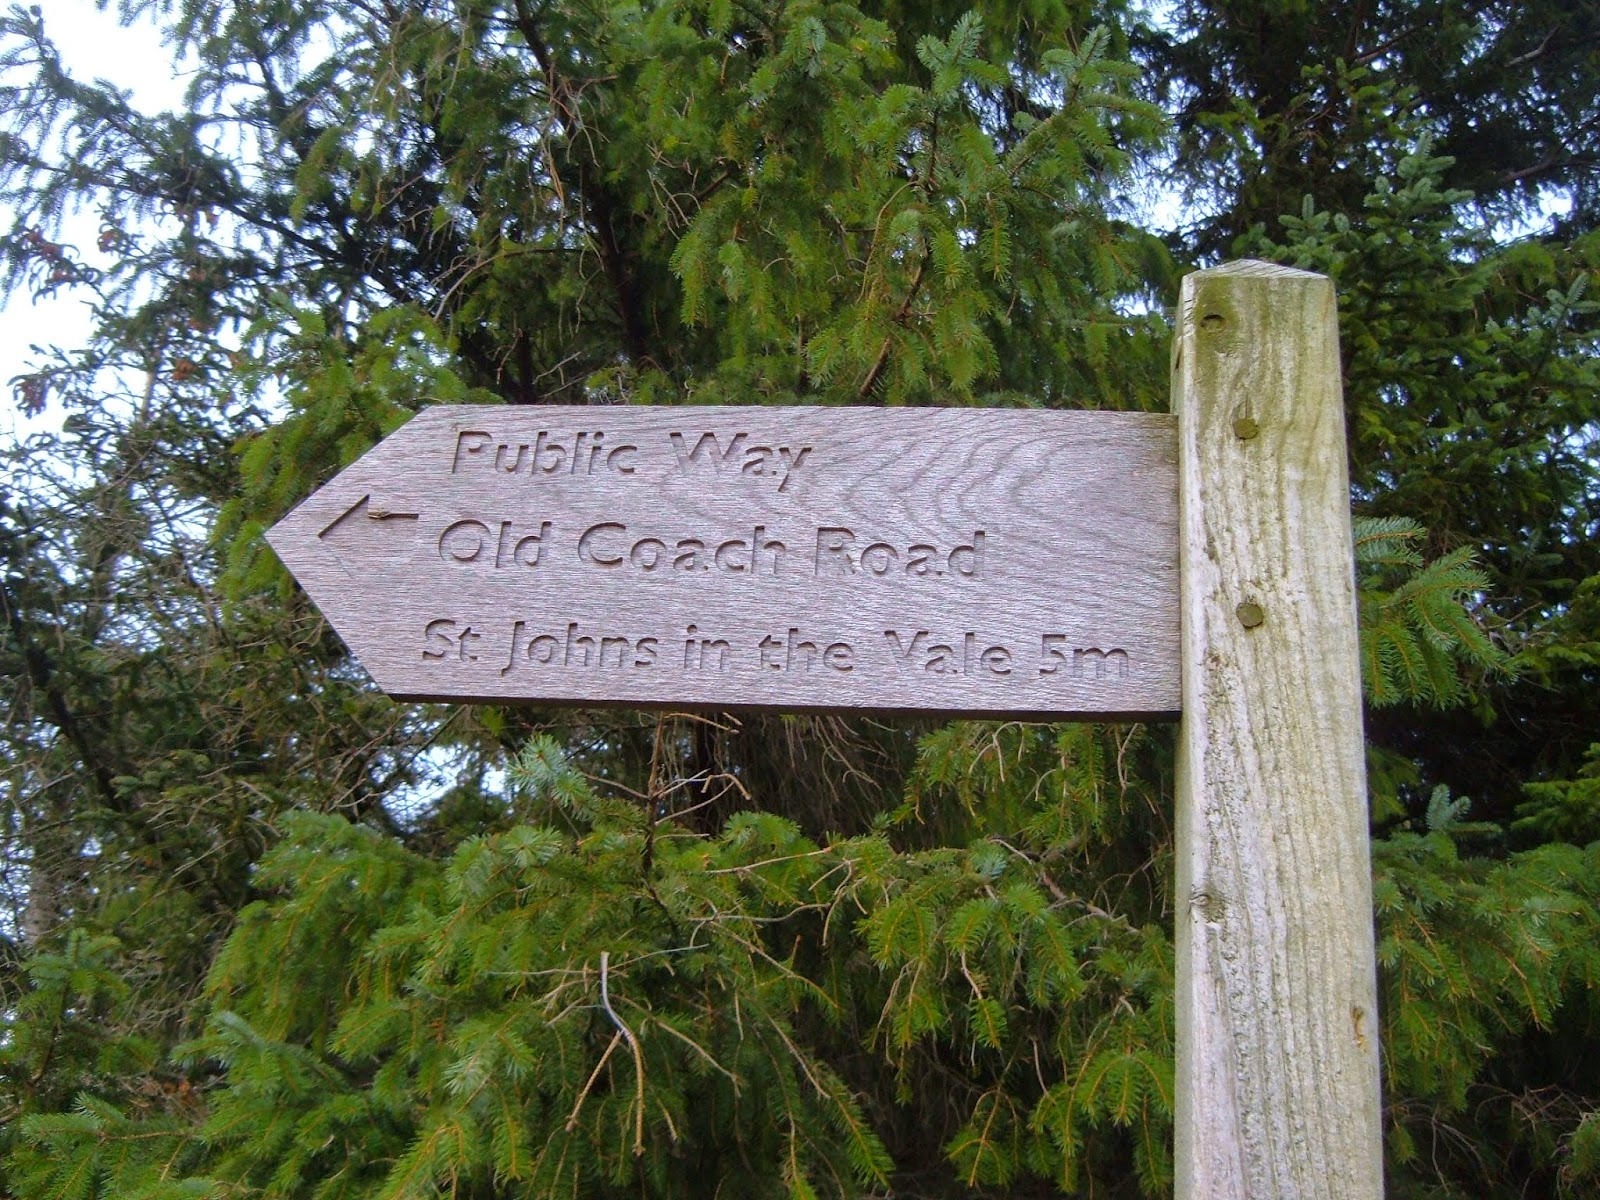 Public Way
Old Coach Road
St Johns in the Vale 5m